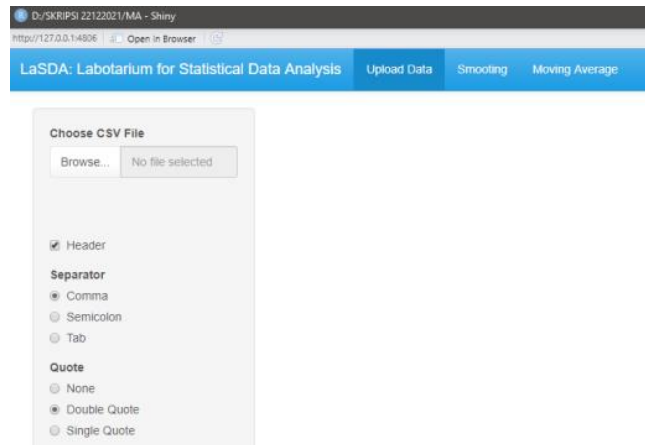 D:/SKRIPSI 22122021/MA - Shiny
http://127.0.0.1:4806 Open in Browser
LaSDA: Labotarium for Statistical Data Analysis Upload Data Smooting Moving Average
Choose CSV File
Browse... No file selected
Header
Separator
Comma
Semicolon
Tab
Quote
None
Double Quote
Single Quote